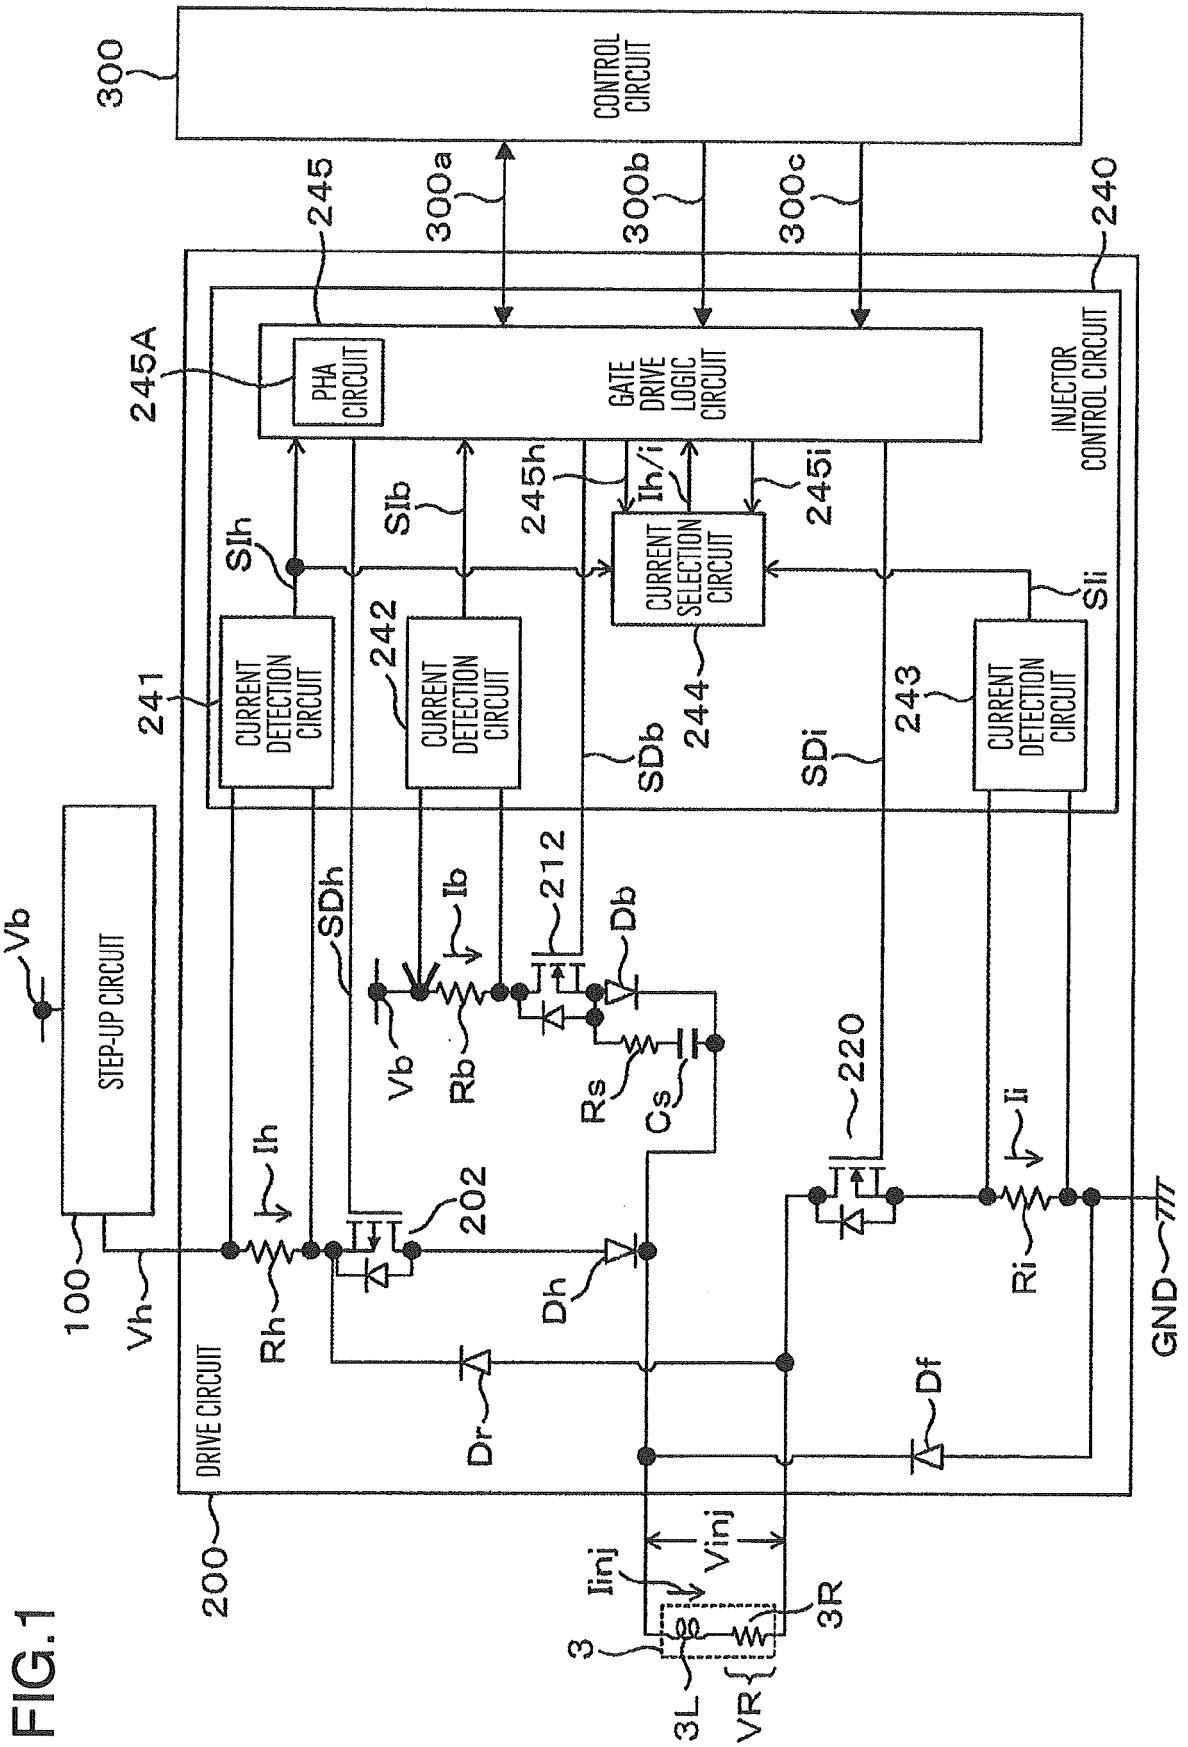 FIG.1
Vb
STEP-UP CIRCUIT
100
Vh
200
DRIVE CIRCUIT
Ih
Rh
202
SDh
Dr
Dh
Vb
Rb
Ib
212
Db
Rs
Cs
SDb
SDi
220
Ri
Ii
GND
Df
3
3L
3R
VR
Iinj
Vinj
241
CURRENT
DETECTION
CIRCUIT
SIh
242
CURRENT
DETECTION
CIRCUIT
SIb
243
CURRENT
DETECTION
CIRCUIT
SIi
244
CURRENT
SELECTION
CIRCUIT
245h
Ih/i
245i
245A
PHA
CIRCUIT
245
GATE
DRIVE
LOGIC
CIRCUIT
INJECTOR
CONTROL CIRCUIT
240
300a
300b
300c
300
CONTROL
CIRCUIT